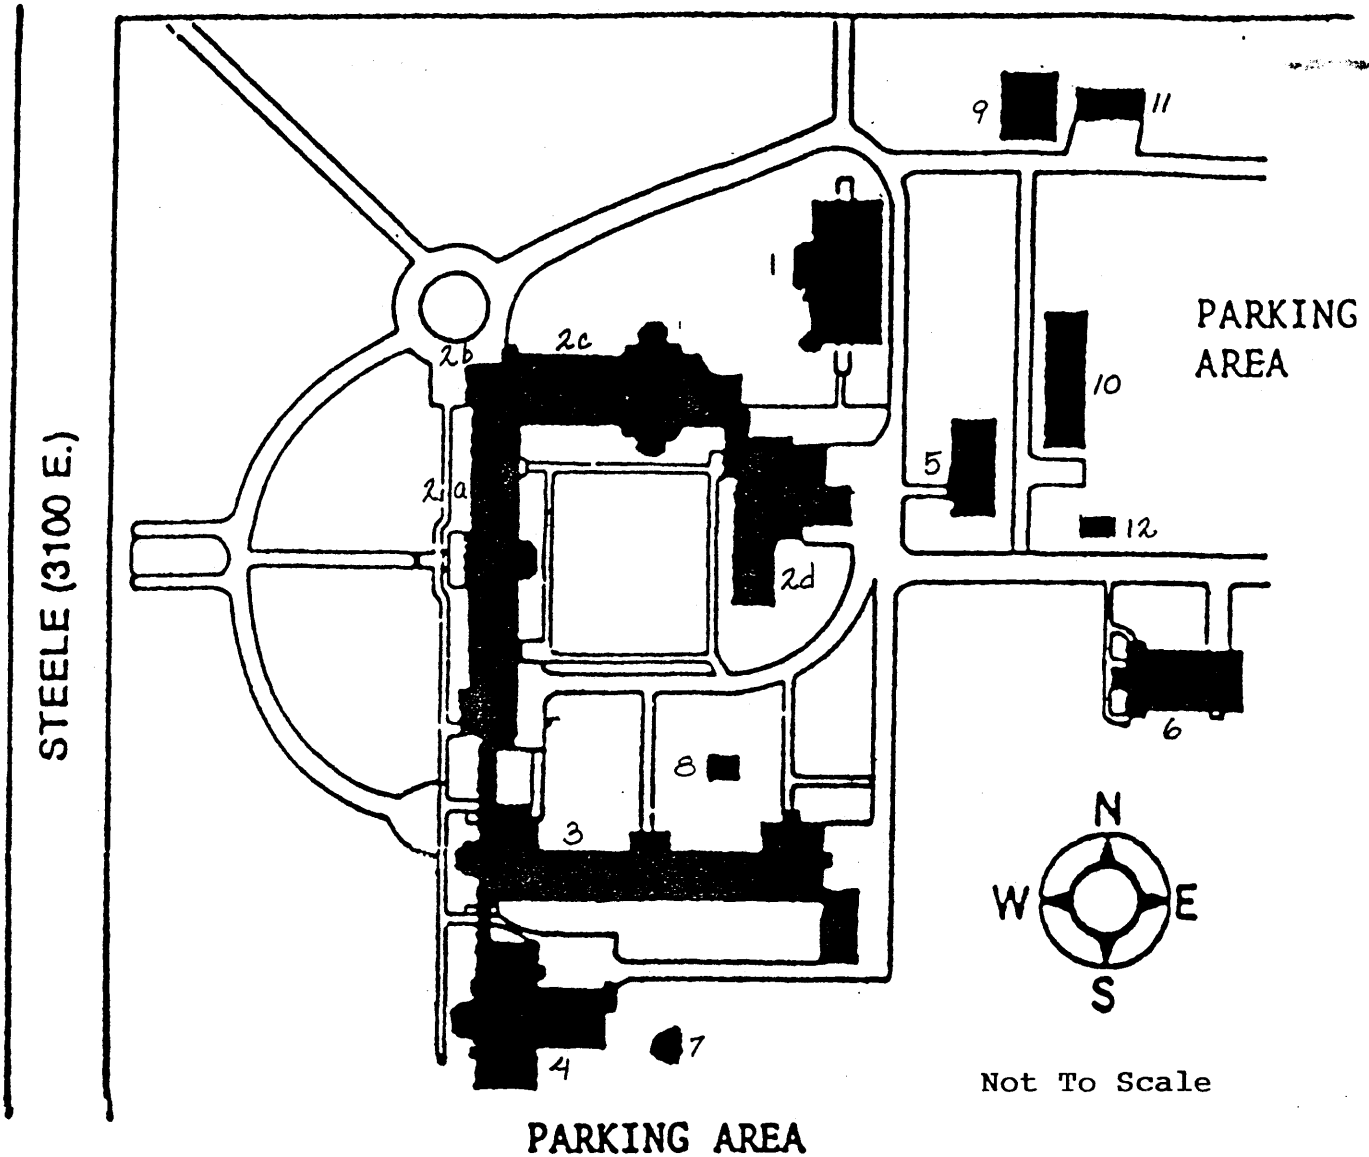 9
11
1
PARKING
AREA
2b
2c
10
5
2a
12
STEELE (3100 E.)
2d
6
8
N
3
W
E
S
7
4
Not To Scale
PARKING AREA